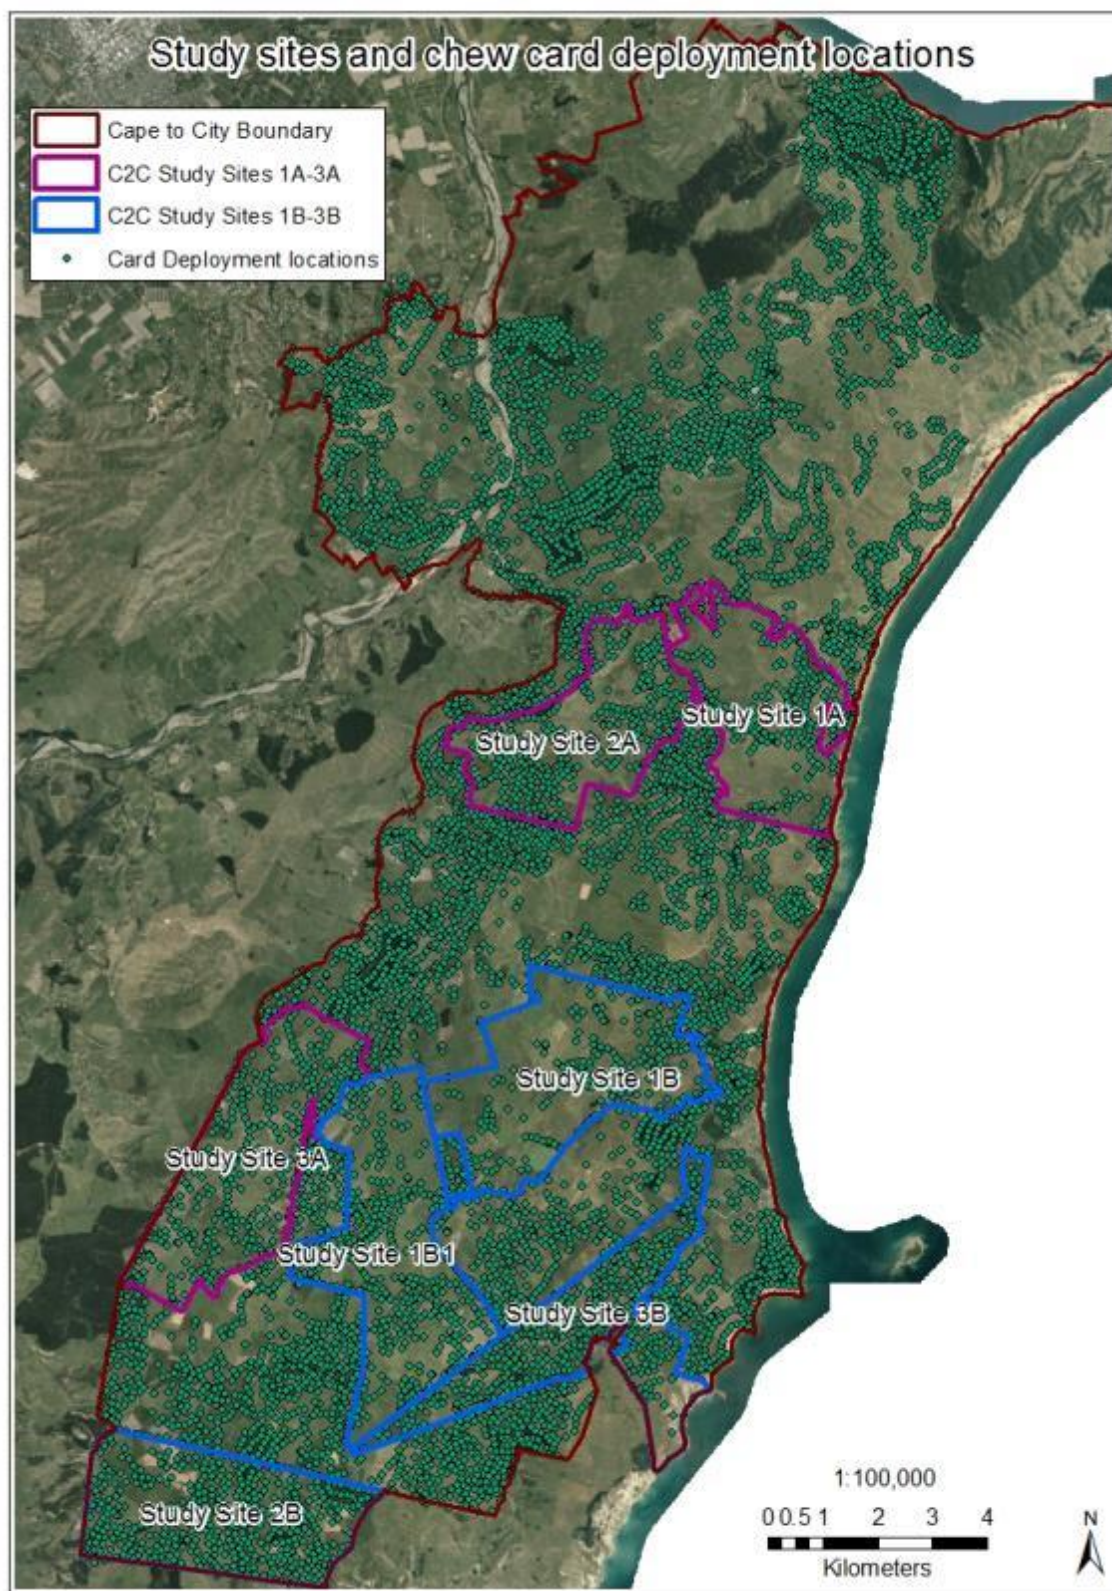 Study sites and chew card deployment locations
Cape to City Boundary
C2C Study Sites 1A-3A
C2C Study Sites 1B-3B
Card Deployment locations
Study Site 1A
Study Site 2A
Study Site 1B
Study Site 3A
Study Site 1B1
Study Site 3B
Study Site 2B
1:100,000
0 0.5 1 2 3 4
Kilometers
N